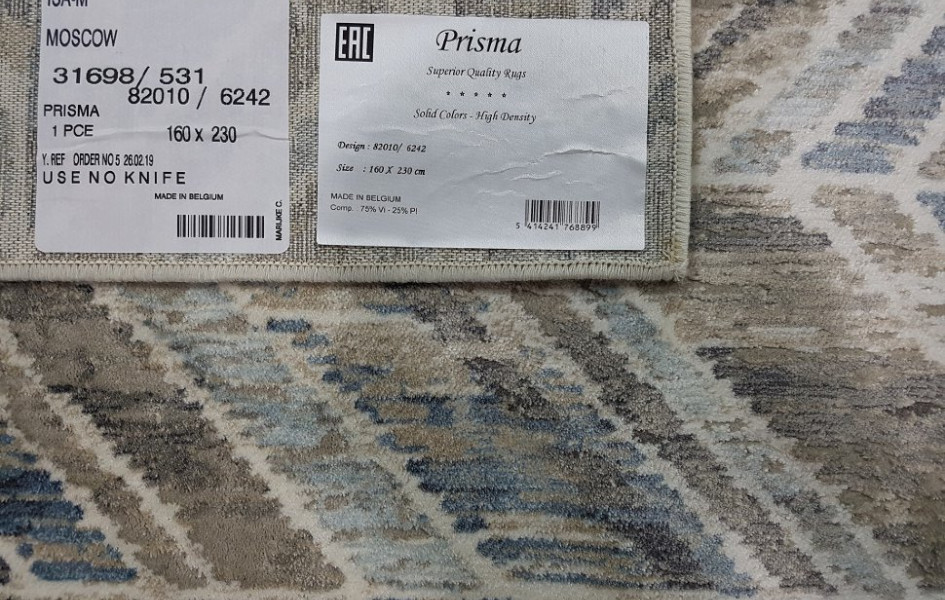 MOSCOW
31698/ 531
82010 / 6242
PRISMA
1 PCE 160 x 230
Y. REF ORDER NO 5 26.02.19
USE NO KNIFE
MADE IN BELGIUM
MARIJKE C.
EAC
Prisma
Superior Quality Rugs
* * * * *
Solid Colors - High Density
Design : 82010/ 6242
Size : 160 X 230 cm
MADE IN BELGIUM
Comp. : 75% VI - 25% PI
5 414241 768899